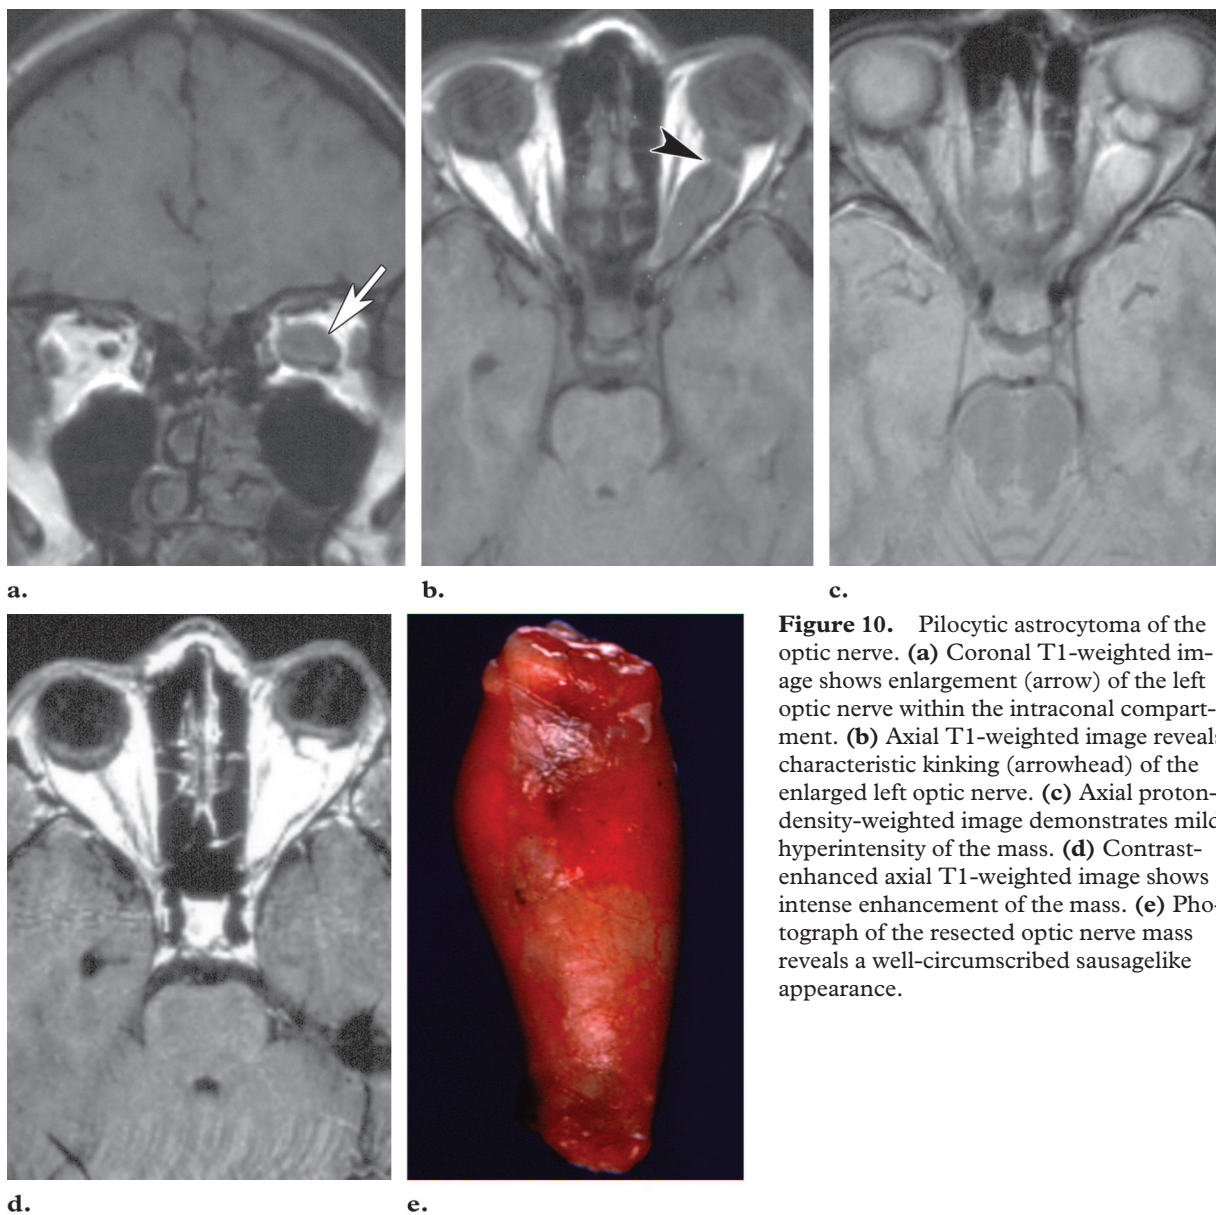 a.
b.
c.
d.
e.
Figure 10. Pilocytic astrocytoma of the
optic nerve. (a) Coronal T1-weighted im-
age shows enlargement (arrow) of the left
optic nerve within the intraconal compart-
ment. (b) Axial T1-weighted image reveals
characteristic kinking (arrowhead) of the
enlarged left optic nerve. (c) Axial proton-
density-weighted image demonstrates mild
hyperintensity of the mass. (d) Contrast-
enhanced axial T1-weighted image shows
intense enhancement of the mass. (e) Pho-
tograph of the resected optic nerve mass
reveals a well-circumscribed sausagelike
appearance.